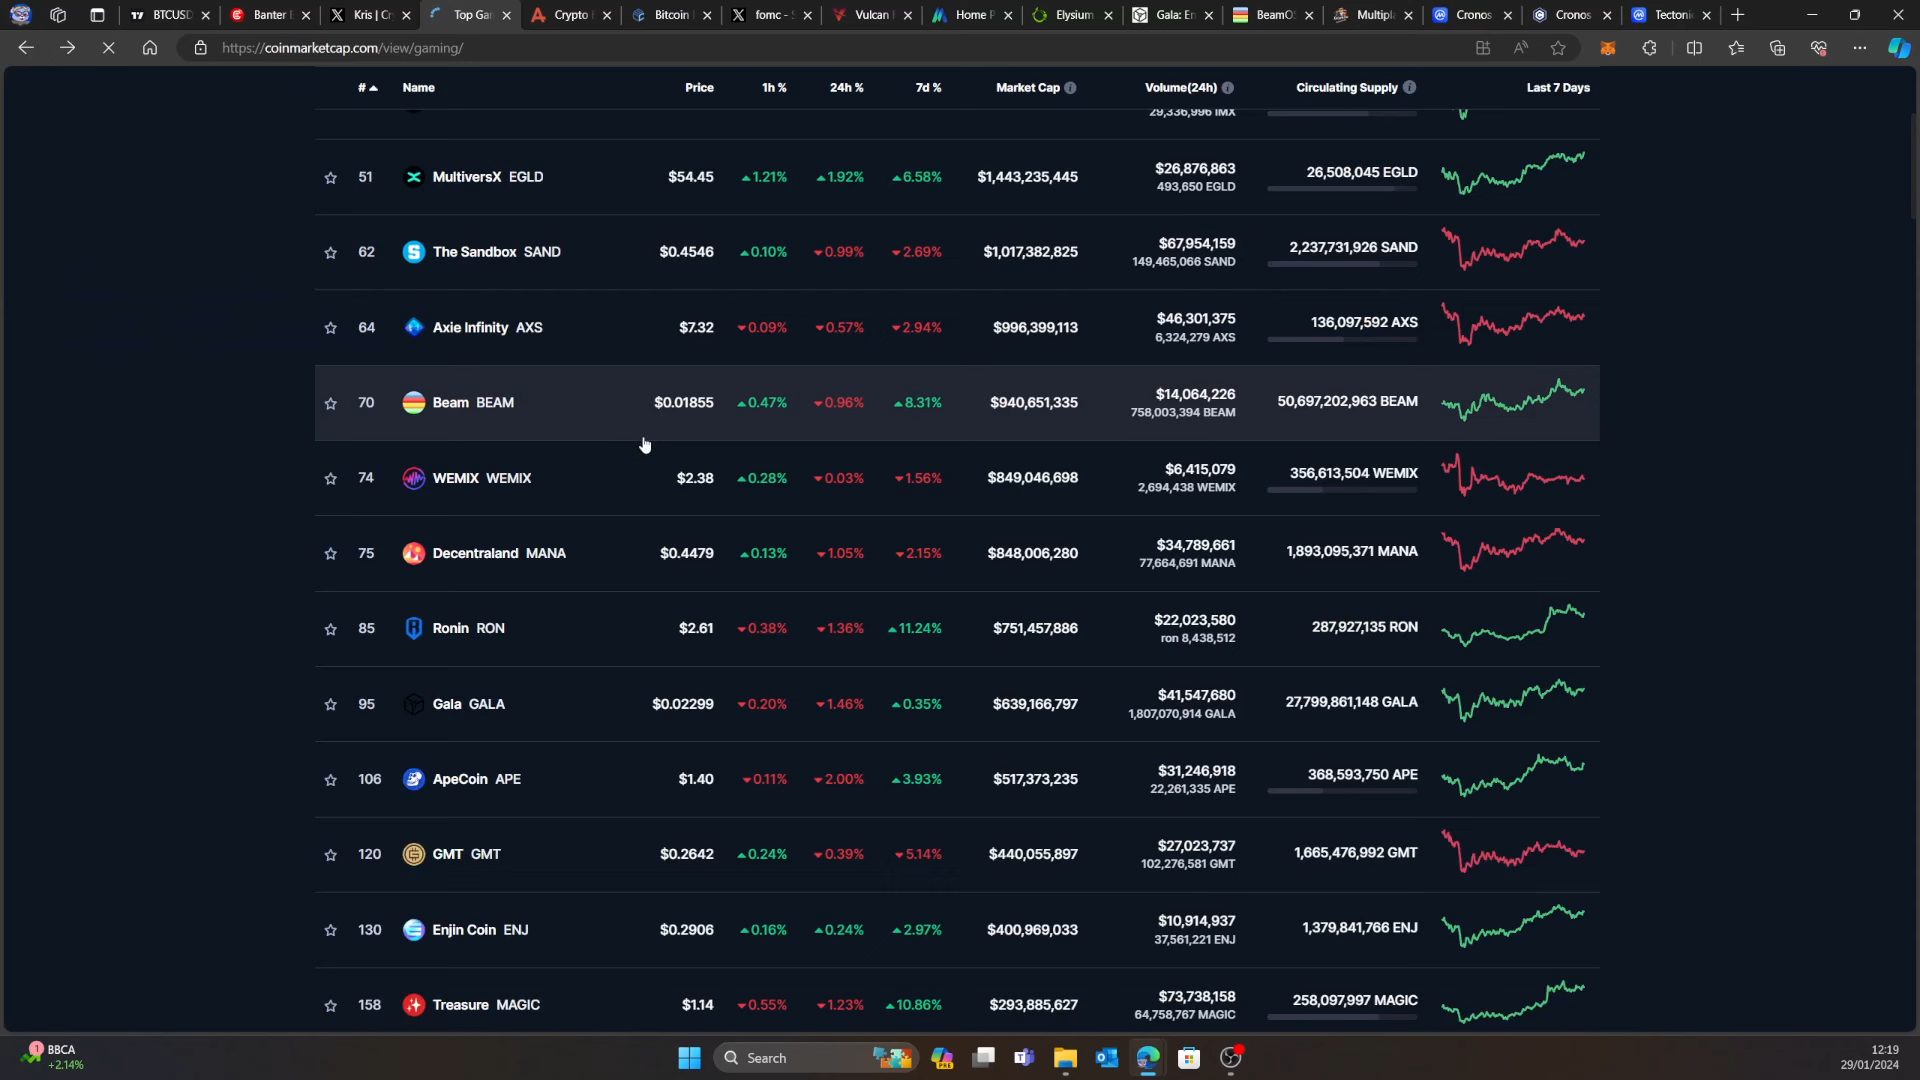 BTCUSD
Banter
Kris | Cr
Top Gam
Crypto
Bitcoin
fomc - S
Vulcan
Home P
Elysium
Gala: En
BeamO
Multipl
Cronos
Cronos
Tectoni
https://coinmarketcap.com/view/gaming/
# Name Price 1h % 24h % 7d % Market Cap Volume(24h) Circulating Supply Last 7 Days
29,336,996 IMX
51 MultiversX EGLD $54.45 1.21% 1.92% 6.58% $1,443,235,445 $26,876,863 26,508,045 EGLD
493,650 EGLD
62 The Sandbox SAND $0.4546 0.10% 0.99% 2.69% $1,017,382,825 $67,954,159 2,237,731,926 SAND
149,465,066 SAND
64 Axie Infinity AXS $7.32 0.09% 0.57% 2.94% $996,399,113 $46,301,375 136,097,592 AXS
6,324,279 AXS
70 Beam BEAM $0.01855 0.47% 0.96% 8.31% $940,651,335 $14,064,226 50,697,202,963 BEAM
758,003,394 BEAM
74 WEMIX WEMIX $2.38 0.28% 0.03% 1.56% $849,046,698 $6,415,079 356,613,504 WEMIX
2,694,438 WEMIX
75 Decentraland MANA $0.4479 0.13% 1.05% 2.15% $848,006,280 $34,789,661 1,893,095,371 MANA
77,664,691 MANA
85 Ronin RON $2.61 0.38% 1.36% 11.24% $751,457,886 $22,023,580 287,927,135 RON
ron 8,438,512
95 Gala GALA $0.02299 0.20% 1.46% 0.35% $639,166,797 $41,547,680 27,799,861,148 GALA
1,807,070,914 GALA
106 ApeCoin APE $1.40 0.11% 2.00% 3.93% $517,373,235 $31,246,918 368,593,750 APE
22,261,335 APE
120 GMT GMT $0.2642 0.24% 0.39% 5.14% $440,055,897 $27,023,737 1,665,476,992 GMT
102,276,581 GMT
130 Enjin Coin ENJ $0.2906 0.16% 0.24% 2.97% $400,969,033 $10,914,937 1,379,841,766 ENJ
37,561,221 ENJ
158 Treasure MAGIC $1.14 0.55% 1.23% 10.86% $293,885,627 $73,738,158 258,097,997 MAGIC
64,758,767 MAGIC
1 BBCA
+2.14%
Search
PRE
12:19
29/01/2024